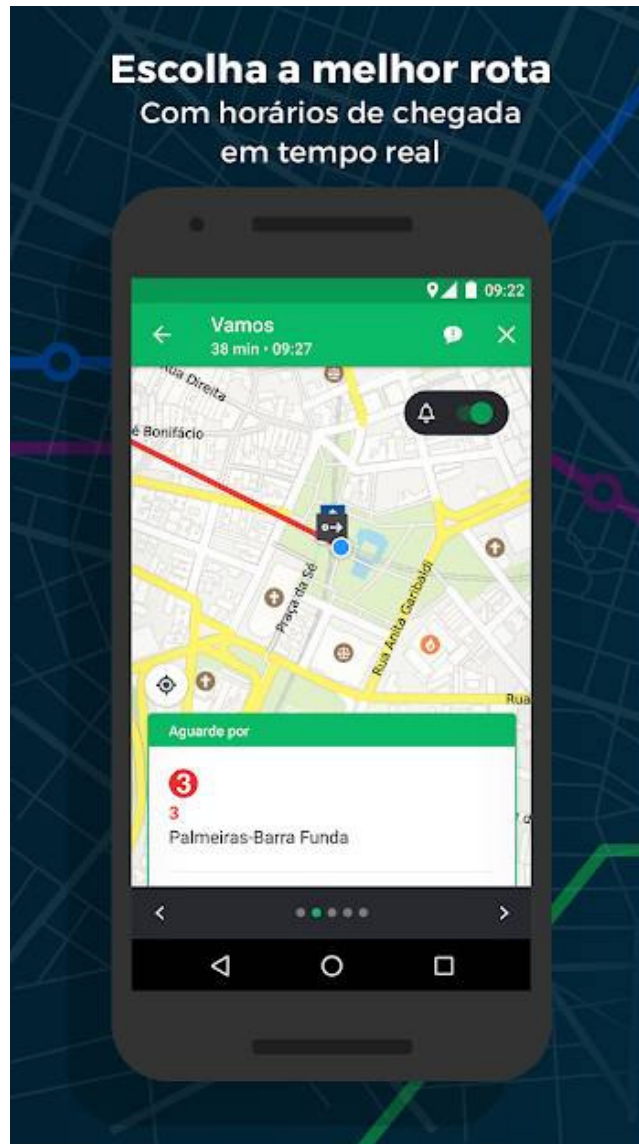 Escolha a melhor rota
Com horários de chegada
em tempo real
09:22
Vamos
38 min • 09:27
Rua Direita
é Bonifácio
Praça da Sé
Rua Anita Garibaldi
Rua
Aguarde por
3
3
Palmeiras-Barra Funda